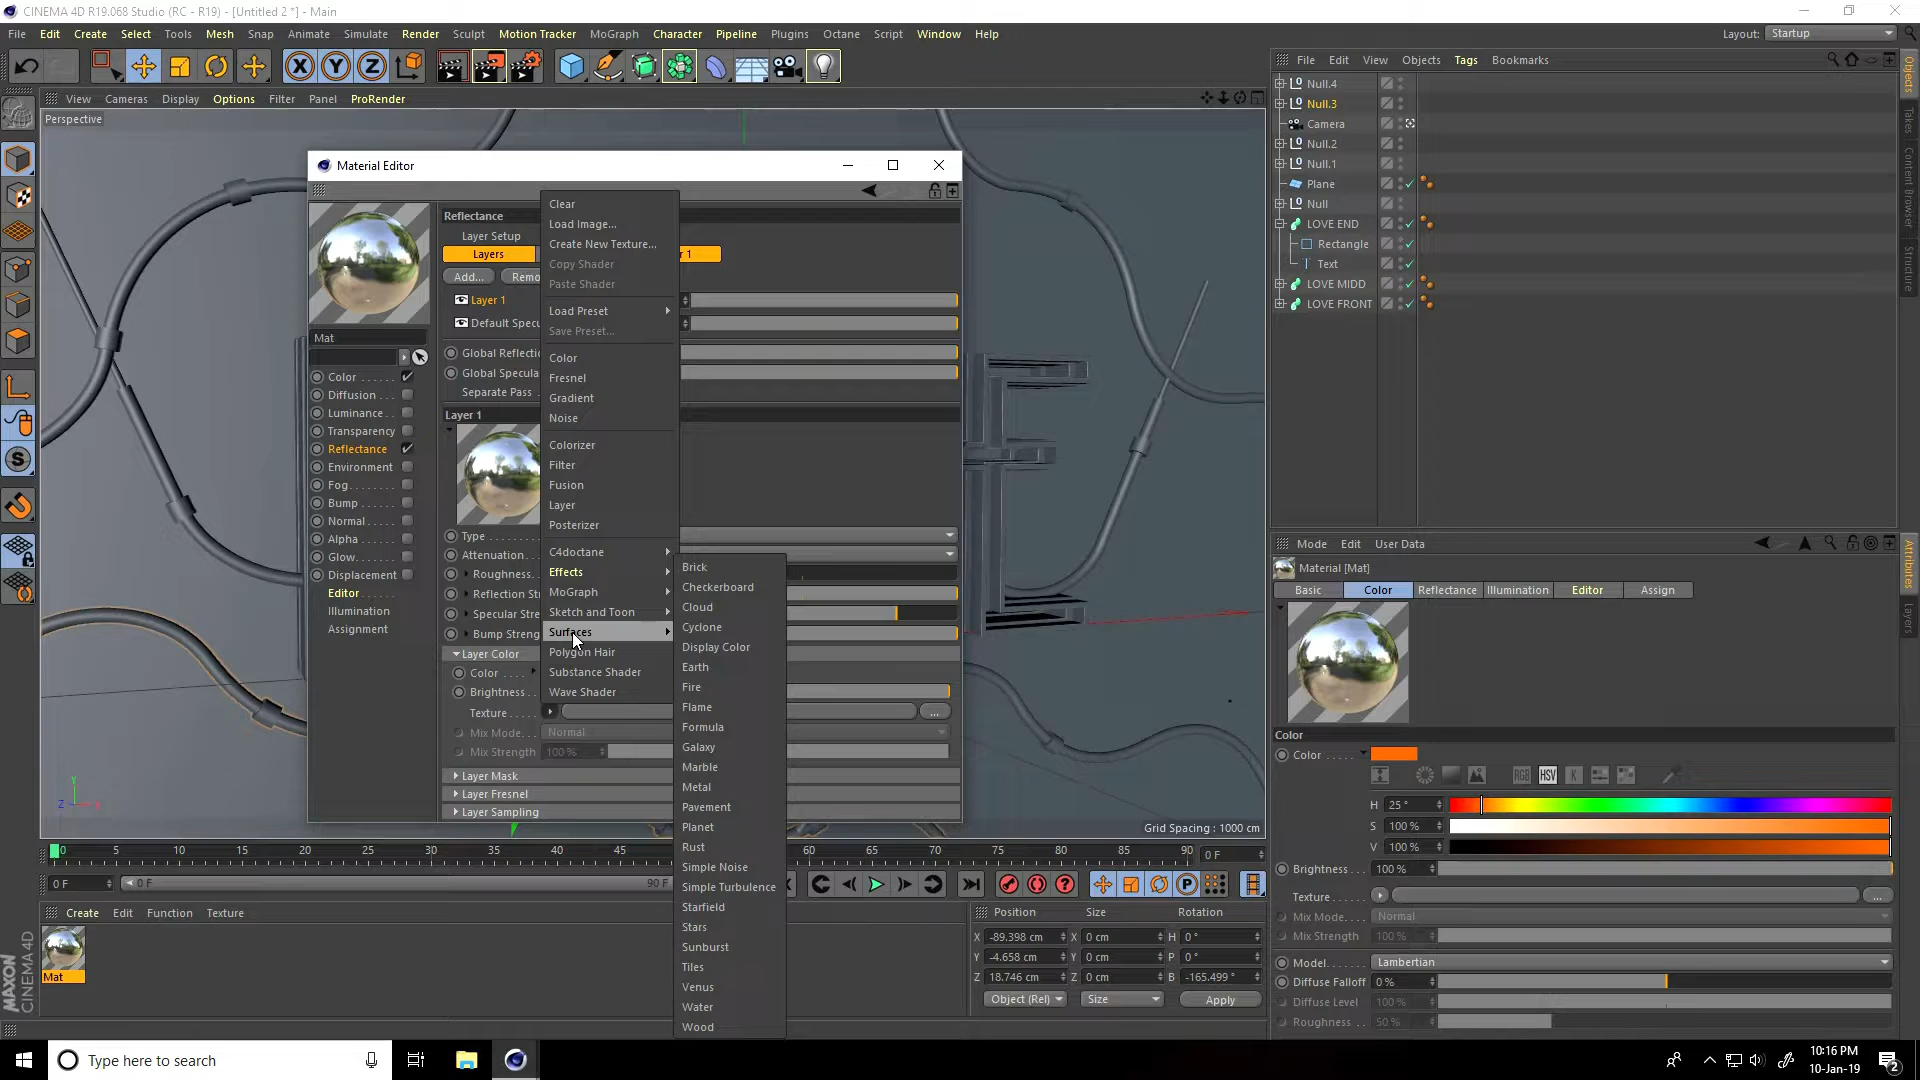 CINEMA 4D R19.068 Studio (RC - R19) - [Untitled 2 *] - Main
File Edit Create Select Tools Mesh Snap Animate Simulate Render Sculpt Motion Tracker MoGraph Character Pipeline Plugins Octane Script Window Help
Layout: Startup
View Cameras Display Options Filter Panel ProRender
Perspective
Material Editor
Reflectance
Layer Setup
Layers
r 1
Add... Remo
Layer 1
Default Specu
Global Reflecti
Global Specula
Separate Pass
Layer 1
Mat
Color
Diffusion
Luminance
Transparency
Reflectance
Environment
Fog
Bump
Normal
Alpha
Glow
Displacement
Editor
Illumination
Assignment
Type
Attenuation
Roughness
Reflection St
Specular Stre
Bump Streng
Layer Color
Color
Brightness
Texture . . . . . ...
Mix Mode. . Normal
Mix Strength 100 %
Layer Mask
Layer Fresnel
Layer Sampling
Clear
Load Image...
Create New Texture...
Copy Shader
Paste Shader
Load Preset
Save Preset...
Color
Fresnel
Gradient
Noise
Colorizer
Filter
Fusion
Layer
Posterizer
C4doctane
Effects
MoGraph
Sketch and Toon
Surfaces
Polygon Hair
Substance Shader
Wave Shader
Brick
Checkerboard
Cloud
Cyclone
Display Color
Earth
Fire
Flame
Formula
Galaxy
Marble
Metal
Pavement
Planet
Rust
Simple Noise
Simple Turbulence
Starfield
Stars
Sunburst
Tiles
Venus
Water
Wood
Grid Spacing : 1000 cm
Y
Z X
0 5 10 15 20 25 30 35 40 45 60 65 70 75 80 85 90 0 F
0 F 0 F 90 F
Create Edit Function Texture
Mat
MAXON
CINEMA 4D
Position Size Rotation
X -89.398 cm X 0 cm H 0 °
Y -4.658 cm Y 0 cm P 0 °
Z 18.746 cm Z 0 cm B -165.499 °
Object (Rel) Size Apply
File Edit View Objects Tags Bookmarks
Null.4
Null.3
Camera
Null.2
Null.1
Plane
Null
LOVE END
Rectangle
Text
LOVE MIDD
LOVE FRONT
Objects
Takes
Content Browser
Structure
Mode Edit User Data
Material [Mat]
Basic Color Reflectance Illumination Editor Assign
Color
Color
RGB HSV K
H 25 °
S 100 %
V 100 %
Brightness 100 %
Texture . . . . . ...
Mix Mode. . . . Normal
Mix Strength 100 %
Model. . . . . . . Lambertian
Diffuse Falloff 0 %
Diffuse Level 100 %
Roughness . . 50 %
Attributes
Layers
Type here to search
10:16 PM
10-Jan-19
2